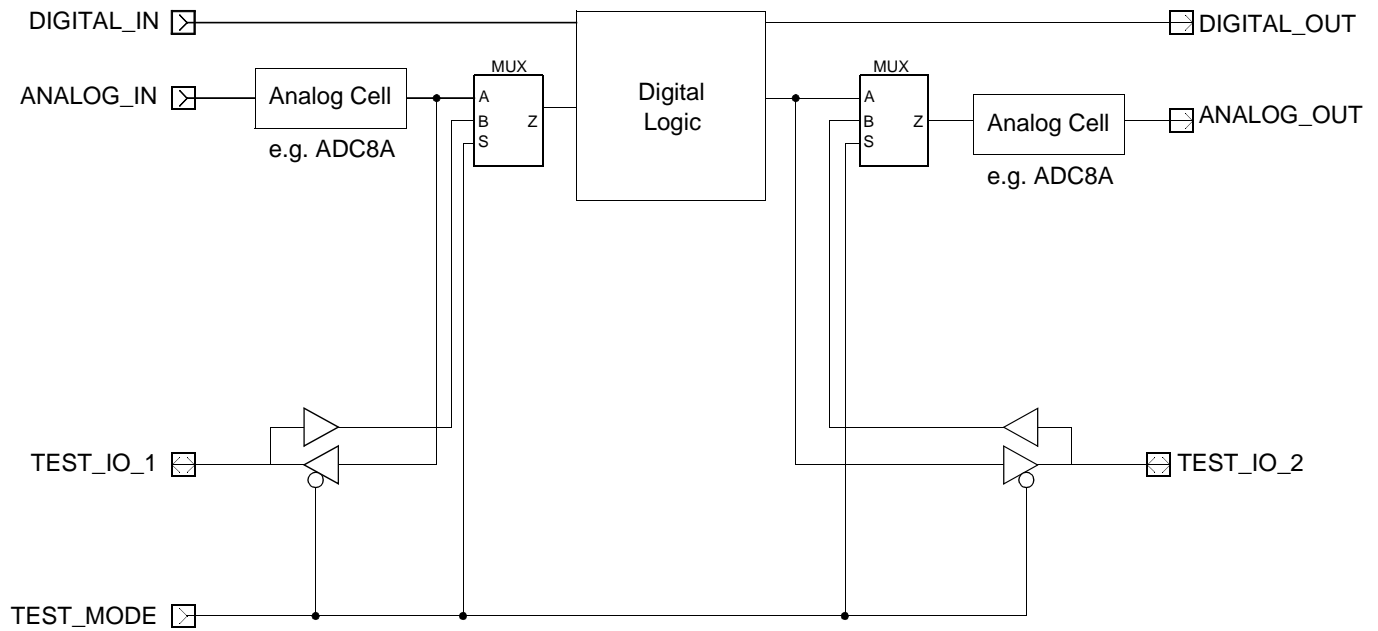 DIGITAL_IN
DIGITAL_OUT
ANALOG_IN
Analog Cell
e.g. ADC8A
MUX
A
B
S
Z
Digital
Logic
MUX
A
B
S
Z
Analog Cell
e.g. ADC8A
ANALOG_OUT
TEST_IO_1
TEST_IO_2
TEST_MODE